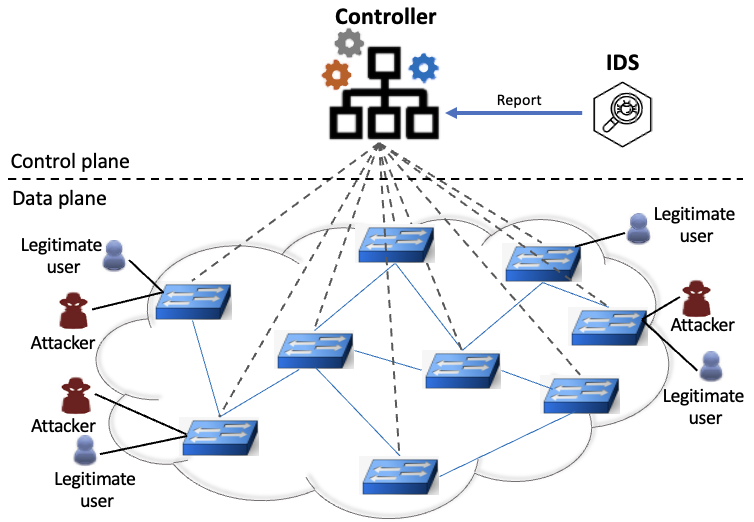 Controller
IDS
Report
Control plane
Data plane
Legitimate
user
Legitimate
user
Attacker
Attacker
Legitimate
user
Attacker
Legitimate
user